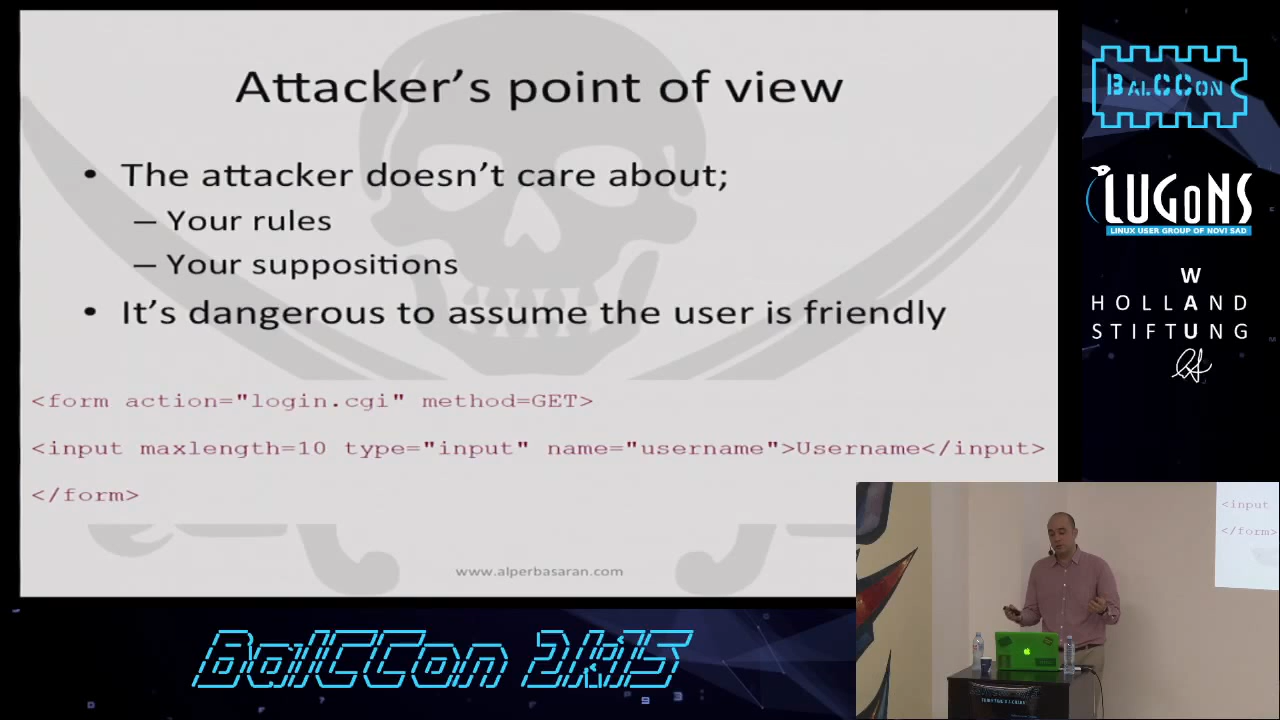 Attacker's point of view
• The attacker doesn't care about;
– Your rules
– Your suppositions
• It's dangerous to assume the user is friendly
<form action="login.cgi" method=GET>
<input maxlength=10 type="input" name="username">Username</input>
</form>
www.alperbasaran.com
BalCCon
LUGoNS
LINUX USER GROUP OF NOVI SAD
W
HOLLAND
STIFTUNG
A
U
<input
</form>
BalCCon 2k15